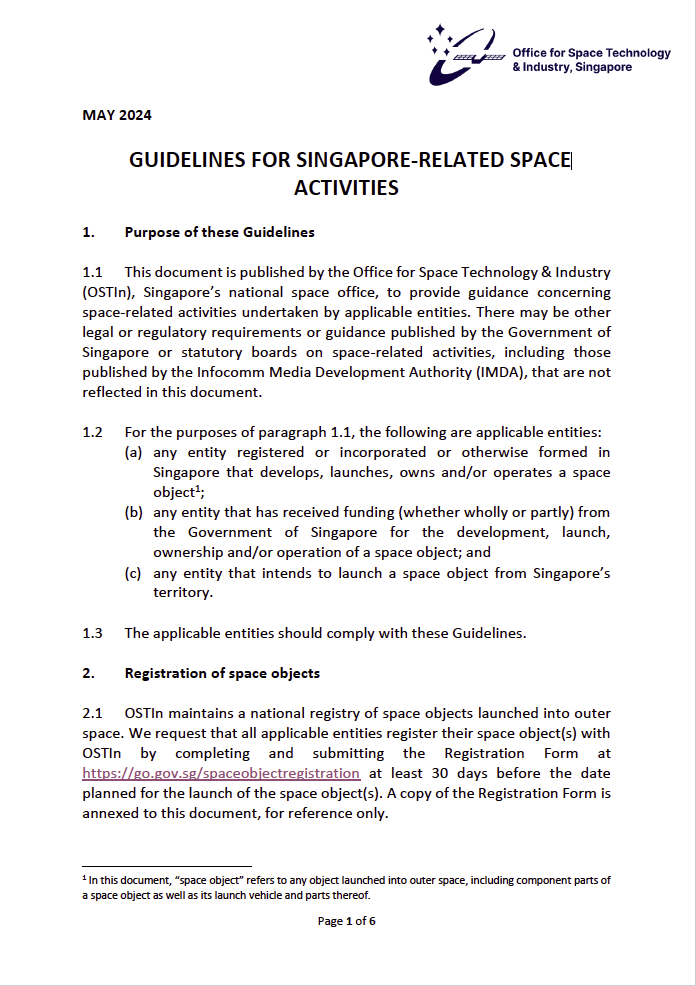 Office for Space Technology
& Industry, Singapore
MAY 2024
GUIDELINES FOR SINGAPORE-RELATED SPACE
ACTIVITIES
1. Purpose of these Guidelines
1.1 This document is published by the Office for Space Technology & Industry
(OSTIn), Singapore’s national space office, to provide guidance concerning
space-related activities undertaken by applicable entities. There may be other
legal or regulatory requirements or guidance published by the Government of
Singapore or statutory boards on space-related activities, including those
published by the Infocomm Media Development Authority (IMDA), that are not
reflected in this document.
1.2 For the purposes of paragraph 1.1, the following are applicable entities:
(a) any entity registered or incorporated or otherwise formed in
Singapore that develops, launches, owns and/or operates a space
object¹;
(b) any entity that has received funding (whether wholly or partly) from
the Government of Singapore for the development, launch,
ownership and/or operation of a space object; and
(c) any entity that intends to launch a space object from Singapore’s
territory.
1.3 The applicable entities should comply with these Guidelines.
2. Registration of space objects
2.1 OSTIn maintains a national registry of space objects launched into outer
space. We request that all applicable entities register their space object(s) with
OSTIn by completing and submitting the Registration Form at
https://go.gov.sg/spaceobjectregistration at least 30 days before the date
planned for the launch of the space object(s). A copy of the Registration Form is
annexed to this document, for reference only.
¹ In this document, “space object” refers to any object launched into outer space, including component parts of
a space object as well as its launch vehicle and parts thereof.
Page 1 of 6